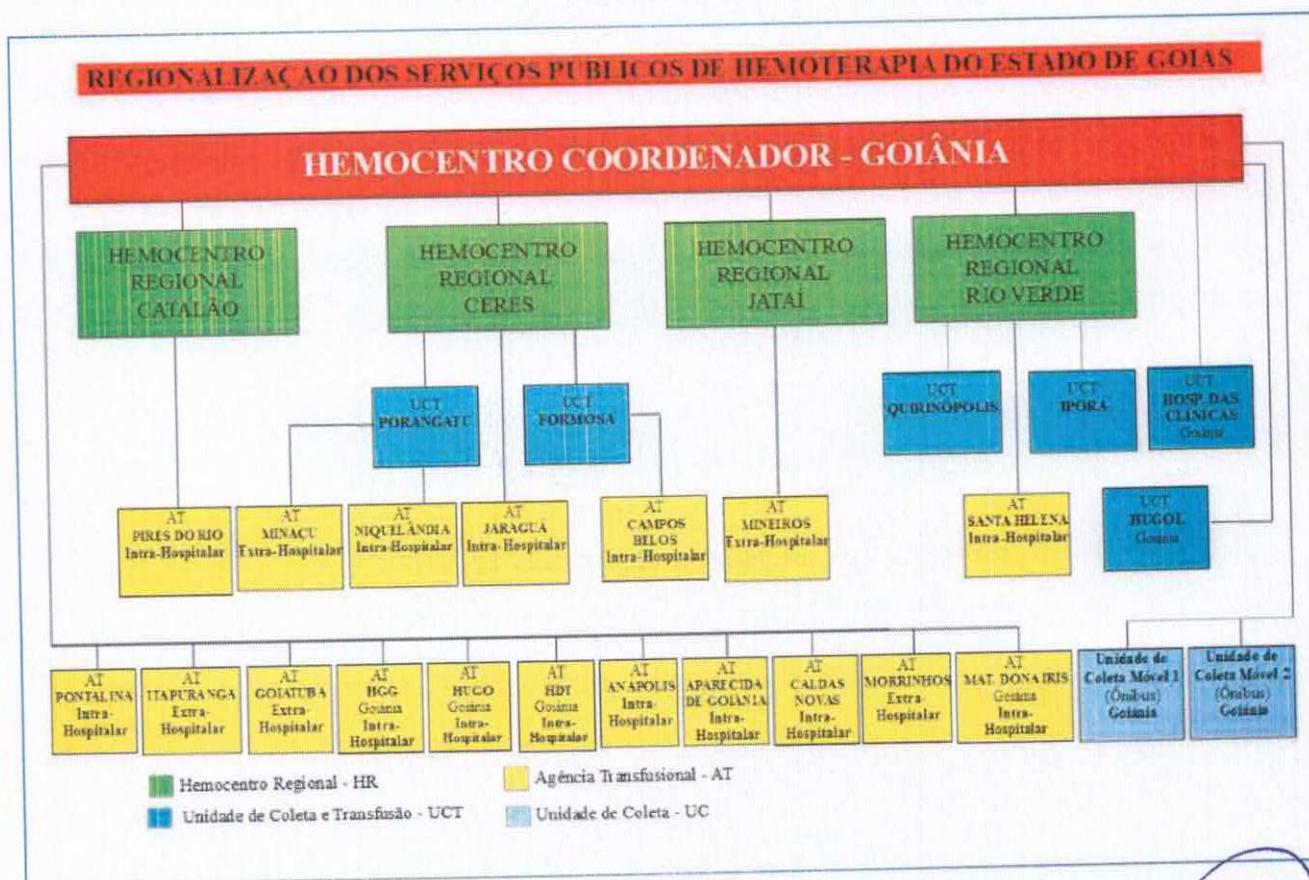 REGIONALIZAÇÃO DOS SERVIÇOS PÚBLICOS DE HEMOTERAPIA DO ESTADO DE GOIAS
HEMOCENTRO COORDENADOR - GOIÂNIA
HEMOCENTRO
REGIONAL
CATALÃO
HEMOCENTRO
REGIONAL
CERES
HEMOCENTRO
REGIONAL
JATAÍ
HEMOCENTRO
REGIONAL
RIO VERDE
UCT
PORANGATU
UCT
FORMOSA
UCT
QUIRINÓPOLIS
UCT
IPORÁ
UCT
HOSP. DAS
CLÍNICAS
Goiânia
AT
PIRES DO RIO
Intra-Hospitalar
AT
MINAÇU
Extra-Hospitalar
AT
NIQUELÂNDIA
Intra-Hospitalar
AT
JARAGUÁ
Intra-Hospitalar
AT
CAMPOS
BELOS
Intra-Hospitalar
AT
MINEIROS
Extra-Hospitalar
AT
SANTA HELENA
Intra-Hospitalar
UCT
HUGOL
Goiânia
AT
PONTALINA
Intra-
Hospitalar
AT
ITAPURANGA
Extra-
Hospitalar
AT
GOIATUBA
Extra-
Hospitalar
AT
HGG
Goiânia
Intra-
Hospitalar
AT
HUGO
Goiânia
Intra-
Hospitalar
AT
HDT
Goiânia
Intra-
Hospitalar
AT
ANÁPOLIS
Intra-
Hospitalar
AT
APARECIDA
DE GOIÂNIA
Intra-
Hospitalar
AT
CALDAS
NOVAS
Intra-
Hospitalar
AT
MORRINHOS
Extra-
Hospitalar
AT
MAT. DONA IRIS
Goiânia
Intra-
Hospitalar
Unidade de
Coleta Móvel 1
(Ônibus)
Goiânia
Unidade de
Coleta Móvel 2
(Ônibus)
Goiânia
Hemocentro Regional - HR
Agência Transfusional - AT
Unidade de Coleta e Transfusão - UCT
Unidade de Coleta - UC